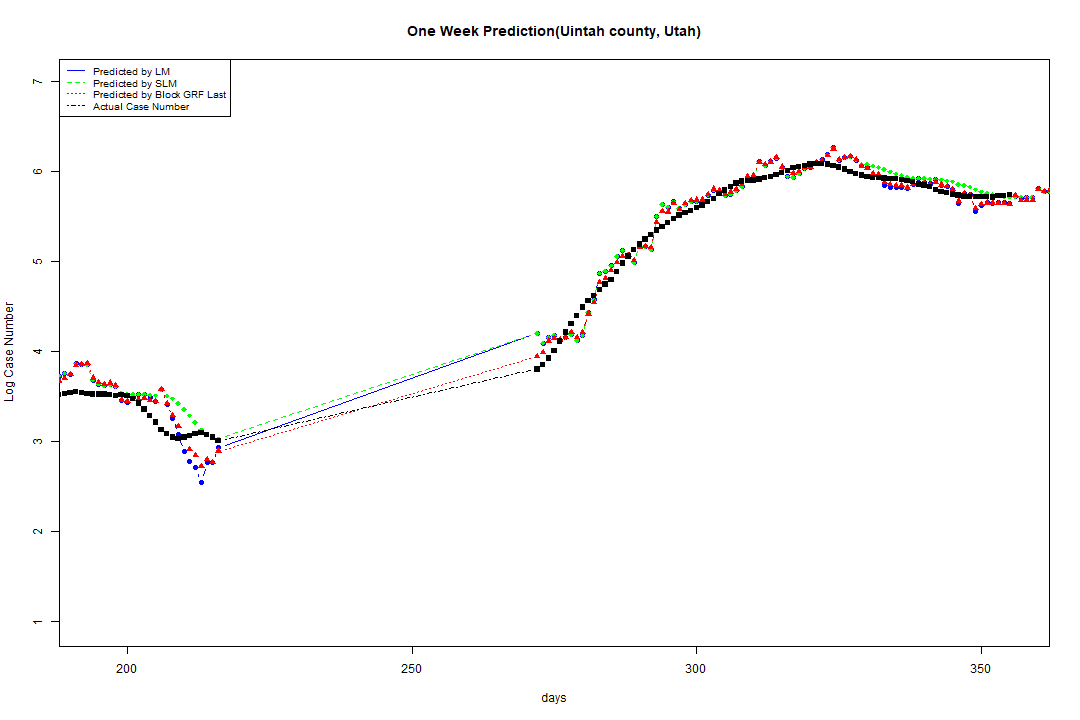 One Week Prediction(Uintah county, Utah)
Predicted by LM
Predicted by SLM
Predicted by Block GRF Last
Actual Case Number
7
6
5
4
3
2
1
Log Case Number
200
250
300
350
days